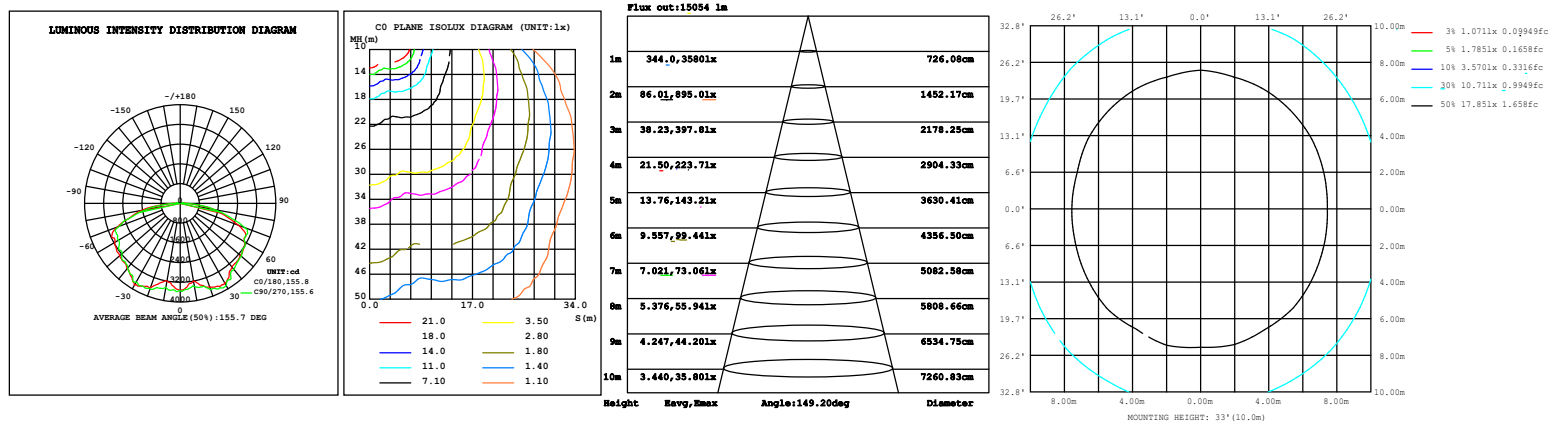 LUMINOUS INTENSITY DISTRIBUTION DIAGRAM
-/+180
-150
150
-120
120
-90
90
-60
60
-30
30
0
0
800
1600
2400
3200
4000
UNIT:cd
C0/180,155.8
C90/270,155.6
AVERAGE BEAM ANGLE(50%):155.7 DEG
C0 PLANE ISOLUX DIAGRAM (UNIT:lx)
MH(m)
10
14
18
22
26
30
34
38
42
46
50
0.0
17.0
34.0
S(m)
21.0
3.50
18.0
2.80
14.0
1.80
11.0
1.40
7.10
1.10
Flux out:15054 lm
1m 344.0,3580lx 726.08cm
2m 86.01,895.0lx 1452.17cm
3m 38.23,397.8lx 2178.25cm
4m 21.50,223.7lx 2904.33cm
5m 13.76,143.2lx 3630.41cm
6m 9.557,99.44lx 4356.50cm
7m 7.021,73.06lx 5082.58cm
8m 5.376,55.94lx 5808.66cm
9m 4.247,44.20lx 6534.75cm
10m 3.440,35.80lx 7260.83cm
Height Eavg,Emax Angle:149.20deg Diameter
26.2' 13.1' 0.0' 13.1' 26.2'
32.8' 10.00m
26.2' 8.00m
19.7' 6.00m
13.1' 4.00m
6.6' 2.00m
0.0' 0.00m
6.6' 2.00m
13.1' 4.00m
19.7' 6.00m
26.2' 8.00m
32.8' 10.00m
8.00m 4.00m 0.00m 4.00m 8.00m
MOUNTING HEIGHT: 33'(10.0m)
3% 1.071lx 0.09949fc
5% 1.785lx 0.1658fc
10% 3.570lx 0.3316fc
30% 10.71lx 0.9949fc
50% 17.85lx 1.658fc